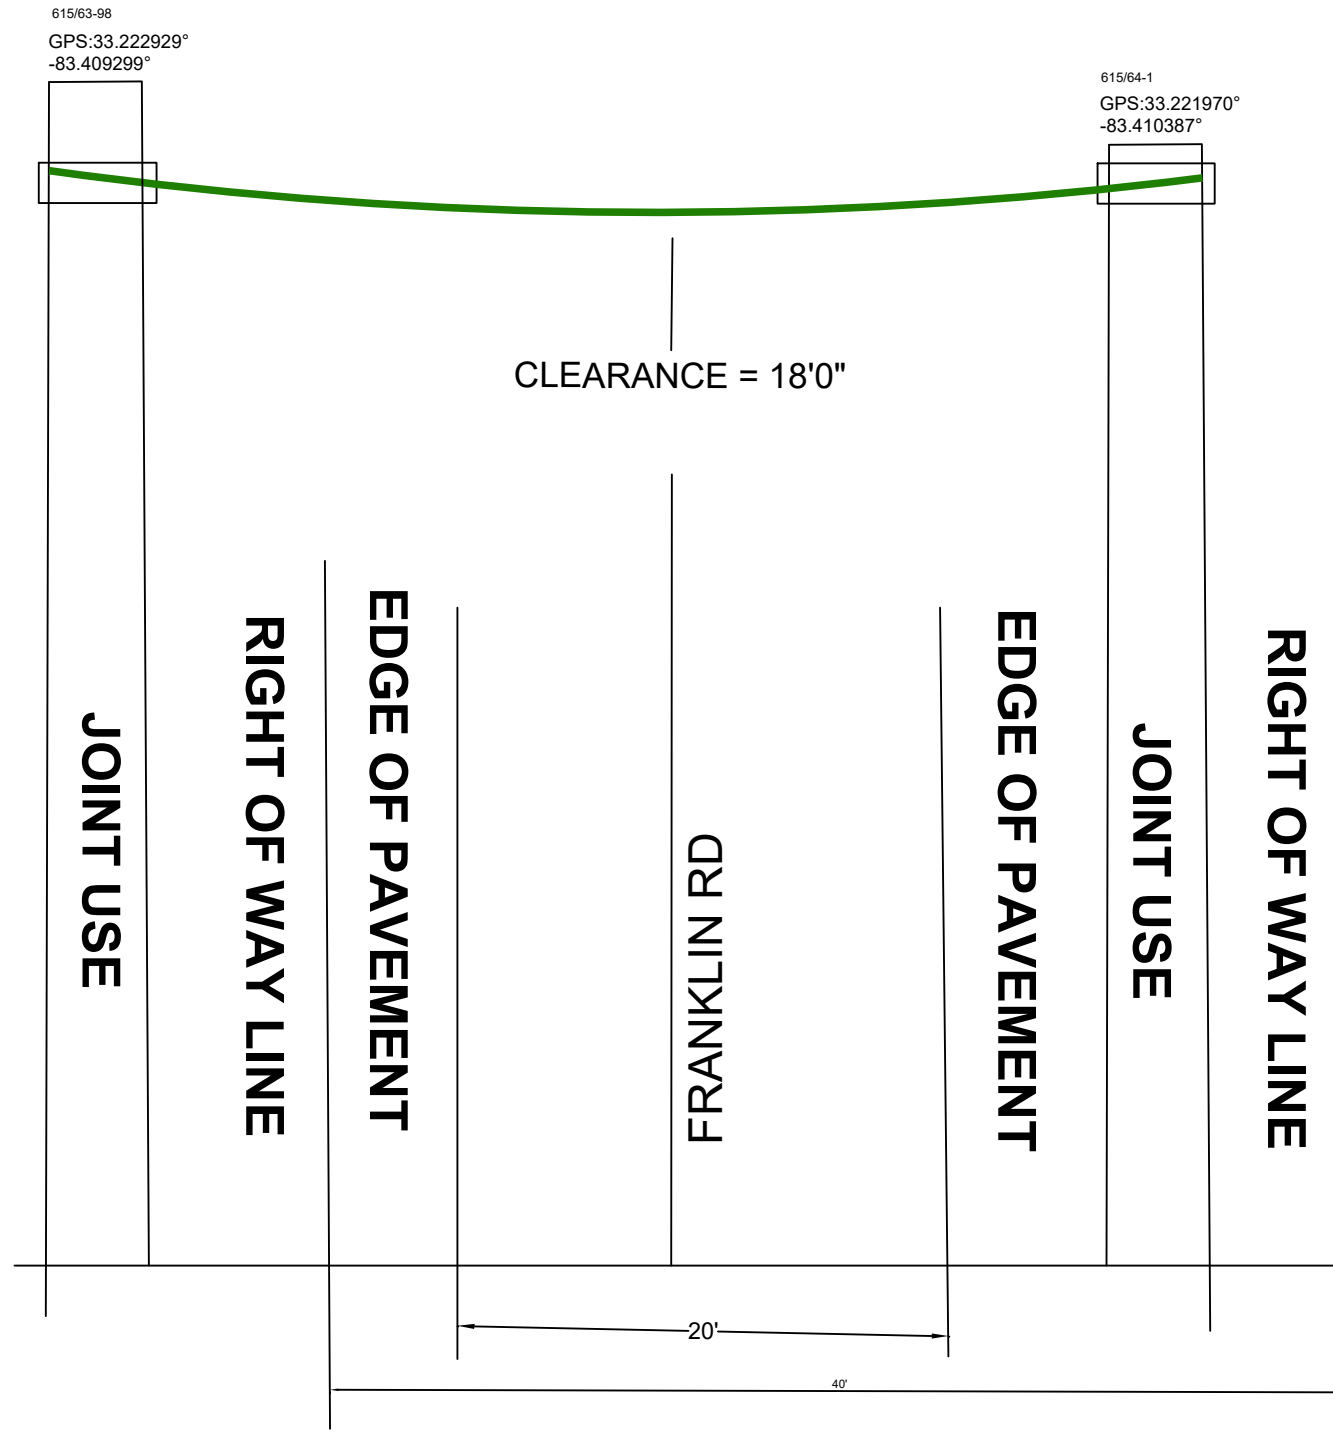 615/63-98
GPS:33.222929°
-83.409299°
615/64-1
GPS:33.221970°
-83.410387°
CLEARANCE = 18'0"
JOINT USE
RIGHT OF WAY LINE
EDGE OF PAVEMENT
FRANKLIN RD
EDGE OF PAVEMENT
JOINT USE
RIGHT OF WAY LINE
20'
40'